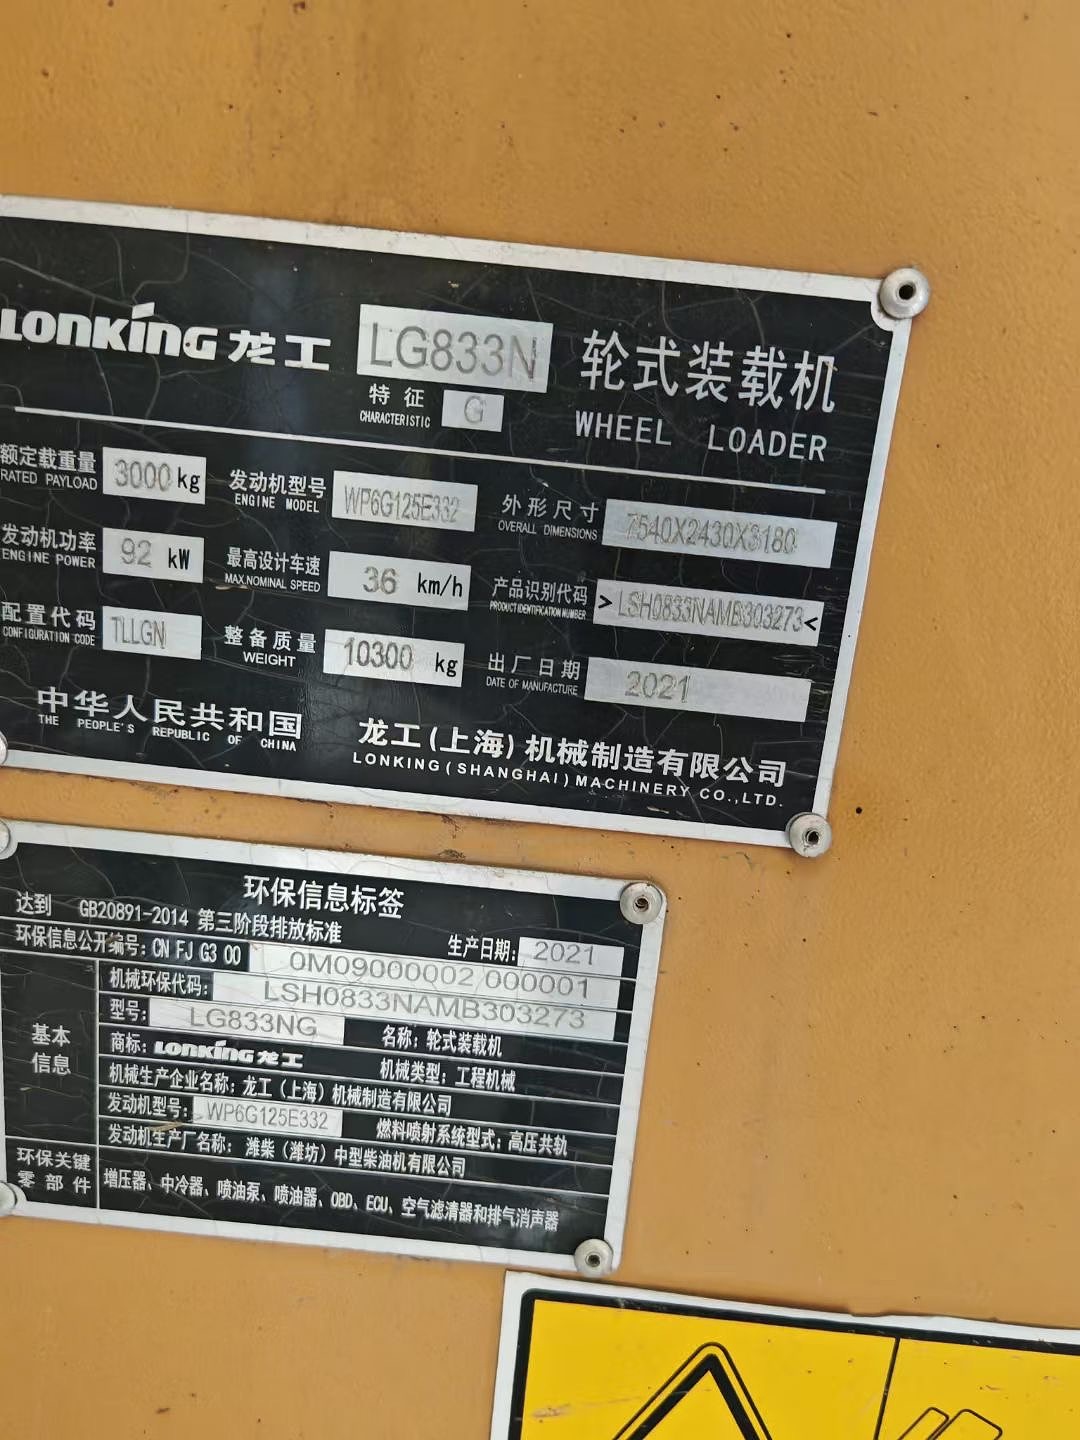 LONKING 龙工 LG833N 轮式装载机
特征 G
CHARACTERISTIC
WHEEL LOADER
额定载重量 3000 kg
RATED PAYLOAD
发动机型号 WP6G125E332
ENGINE MODEL
外形尺寸 7540X2430X3180
OVERALL DIMENSIONS
发动机功率 92 kW
ENGINE POWER
最高设计车速 36 km/h
MAX.NOMINAL SPEED
产品识别代码 >LSH0833NAMB303273<
PRODUCT IDENTIFICATION NUMBER
配置代码 TLLGN
CONFIGURATION CODE
整备质量 10300 kg
WEIGHT
出厂日期 2021
DATE OF MANUFACTURE
中华人民共和国
THE PEOPLE'S REPUBLIC OF CHINA
龙工(上海)机械制造有限公司
LONKING (SHANGHAI) MACHINERY CO.,LTD.
环保信息标签
达到 GB20891-2014 第三阶段排放标准
生产日期: 2021
环保信息公开编号: CN FJ G3 00 0M09000002 000001
基本信息
机械环保代码: LSH0833NAMB303273
型号: LG833NG 名称: 轮式装载机
商标: LONKING 龙工 机械类型: 工程机械
机械生产企业名称: 龙工(上海)机械制造有限公司
发动机型号: WP6G125E332 燃料喷射系统型式: 高压共轨
发动机生产厂名称: 潍柴(潍坊)中型柴油机有限公司
环保关键零部件
增压器、中冷器、喷油泵、喷油器、OBD、ECU、空气滤清器和排气消声器